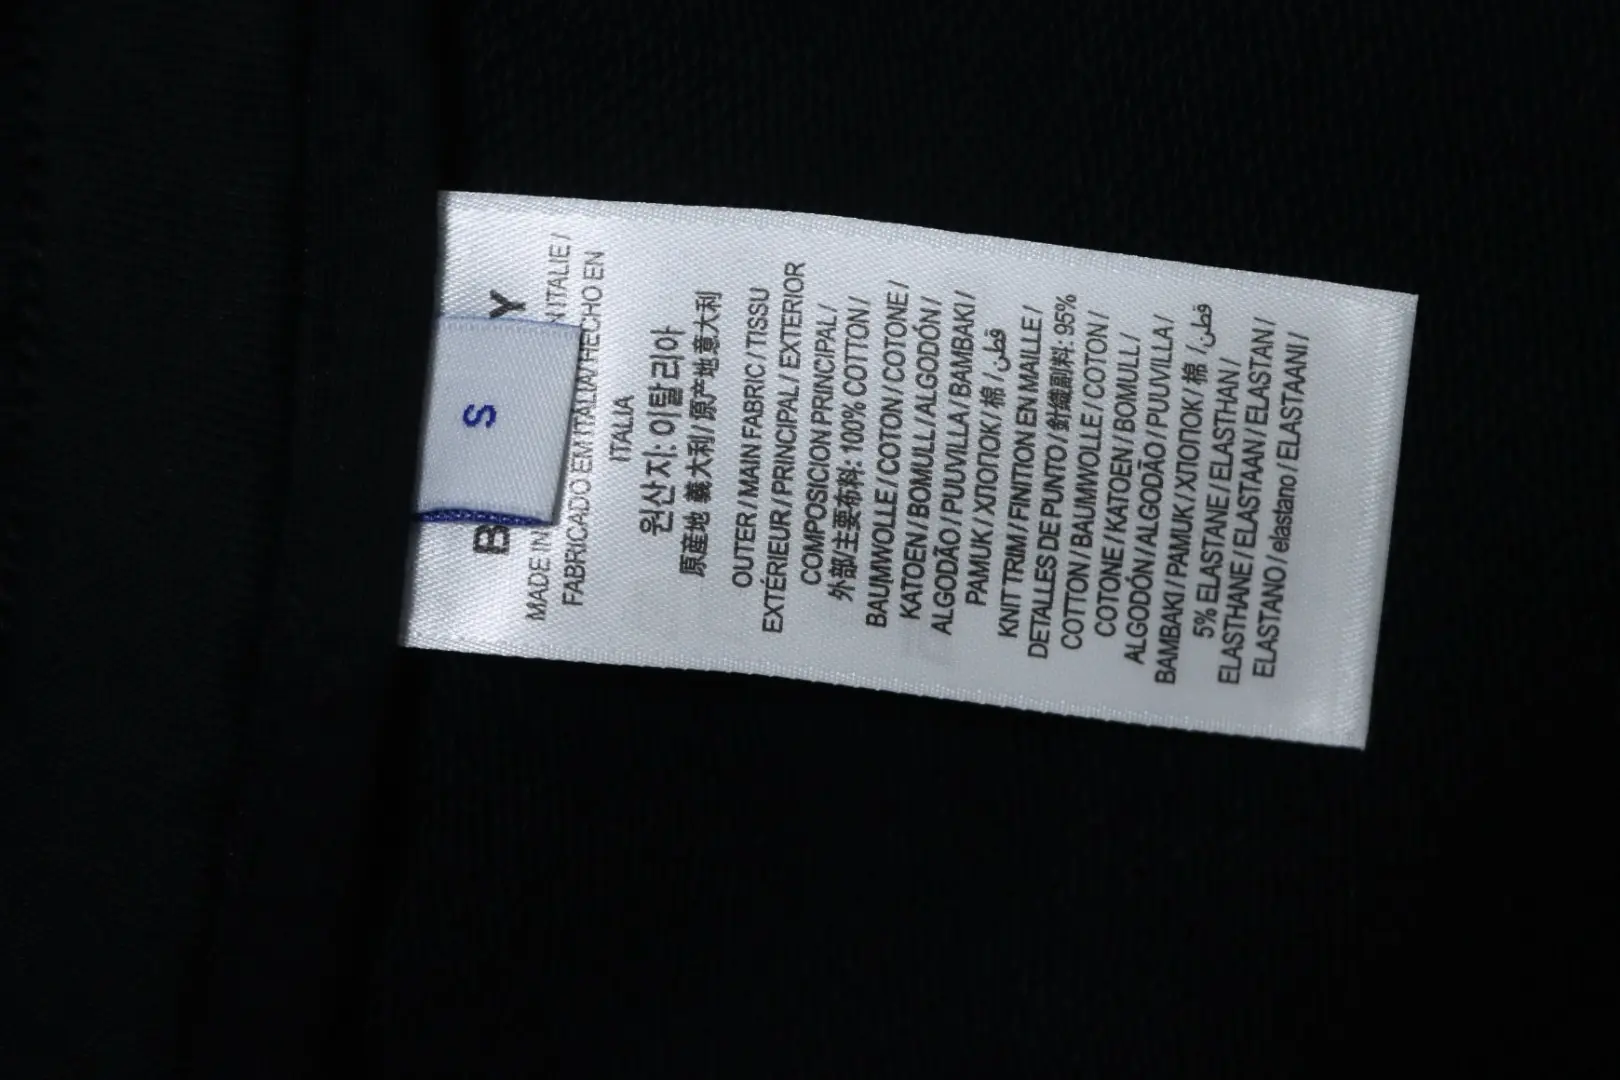 S
MADE IN N ITALIE /
FABRICADO EM ITALIA / HECHO EN
ITALIA
원산지: 이탈리아
原産地 義大利 / 原产地意大利
OUTER / MAIN FABRIC / TISSU
EXTÉRIEUR / PRINCIPAL / EXTERIOR
COMPOSICION PRINCIPAL /
外部/主要布料: 100% COTTON /
BAUMWOLLE / COTON / COTONE /
KATOEN / BOMULL / ALGODÓN /
ALGODÃO / PUUVILLA / BAMBAKI /
PAMUK / ХЛОПОК / 棉 / قطن
KNIT TRIM / FINITION EN MAILLE /
DETALLES DE PUNTO / 針織副料: 95%
COTTON / BAUMWOLLE / COTON /
COTONE / KATOEN / BOMULL /
ALGODÓN / ALGODÃO / PUUVILLA /
BAMBAKI / PAMUK / ХЛОПОК / 棉 / قطن
5% ELASTANE / ELASTHAN /
ELASTHANE / ELASTAAN / ELASTAN /
ELASTANO / elastano / ELASTAANI /